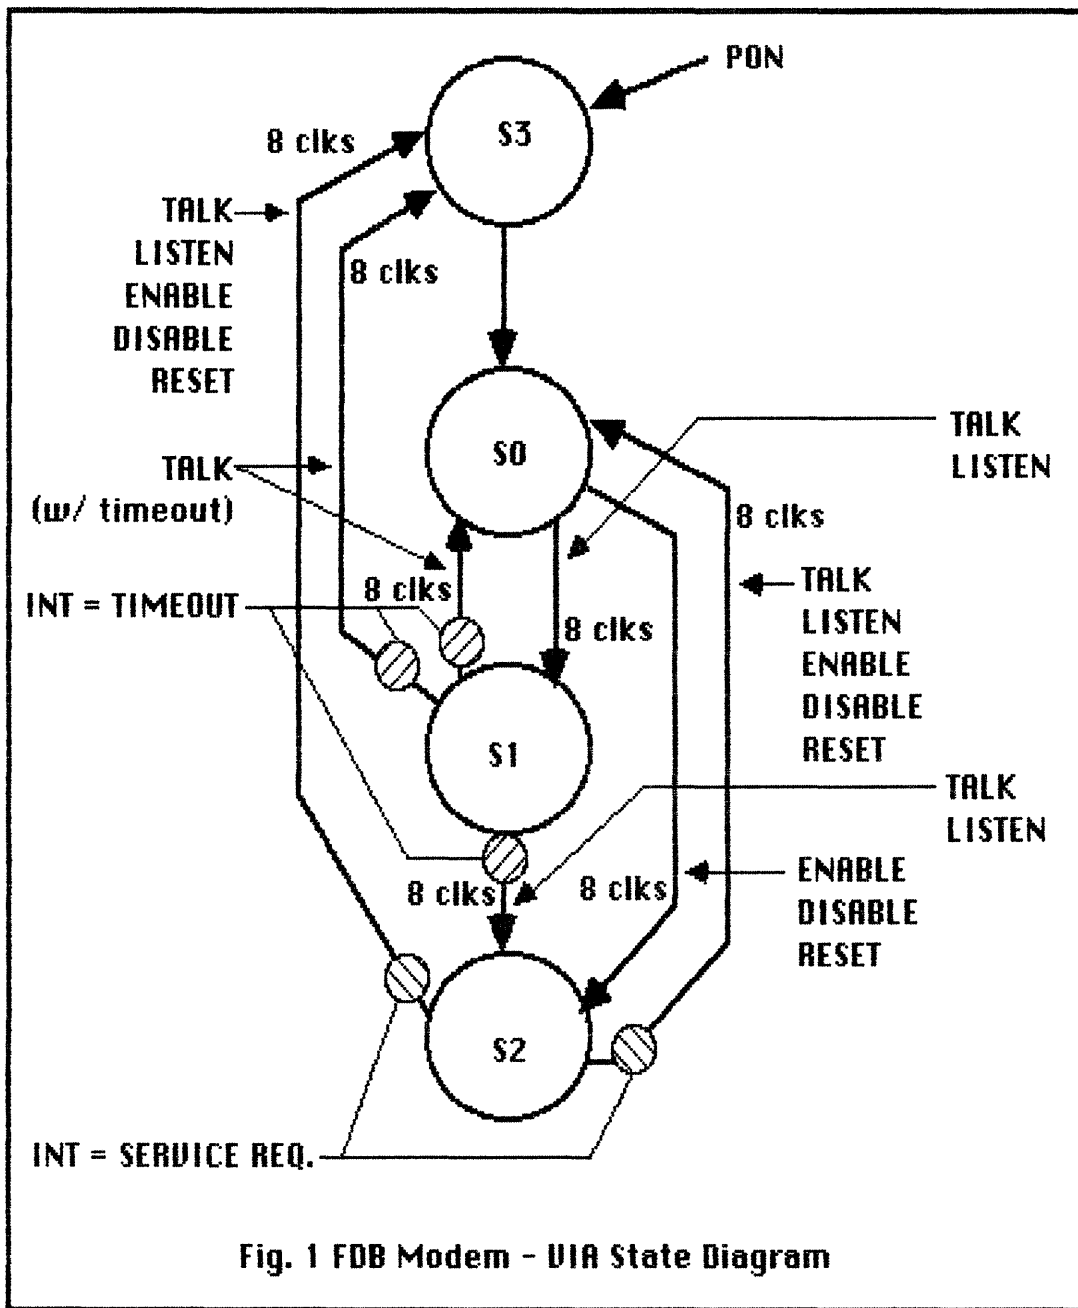 PON
S3
8 clks
TALK
LISTEN
ENABLE
DISABLE
RESET
8 clks
S0
TALK
LISTEN
TALK
(w/ timeout)
8 clks
8 clks
INT = TIMEOUT
8 clks
TALK
LISTEN
ENABLE
DISABLE
RESET
S1
TALK
LISTEN
8 clks
8 clks
ENABLE
DISABLE
RESET
S2
INT = SERVICE REQ.
Fig. 1 FDB Modem - VIA State Diagram